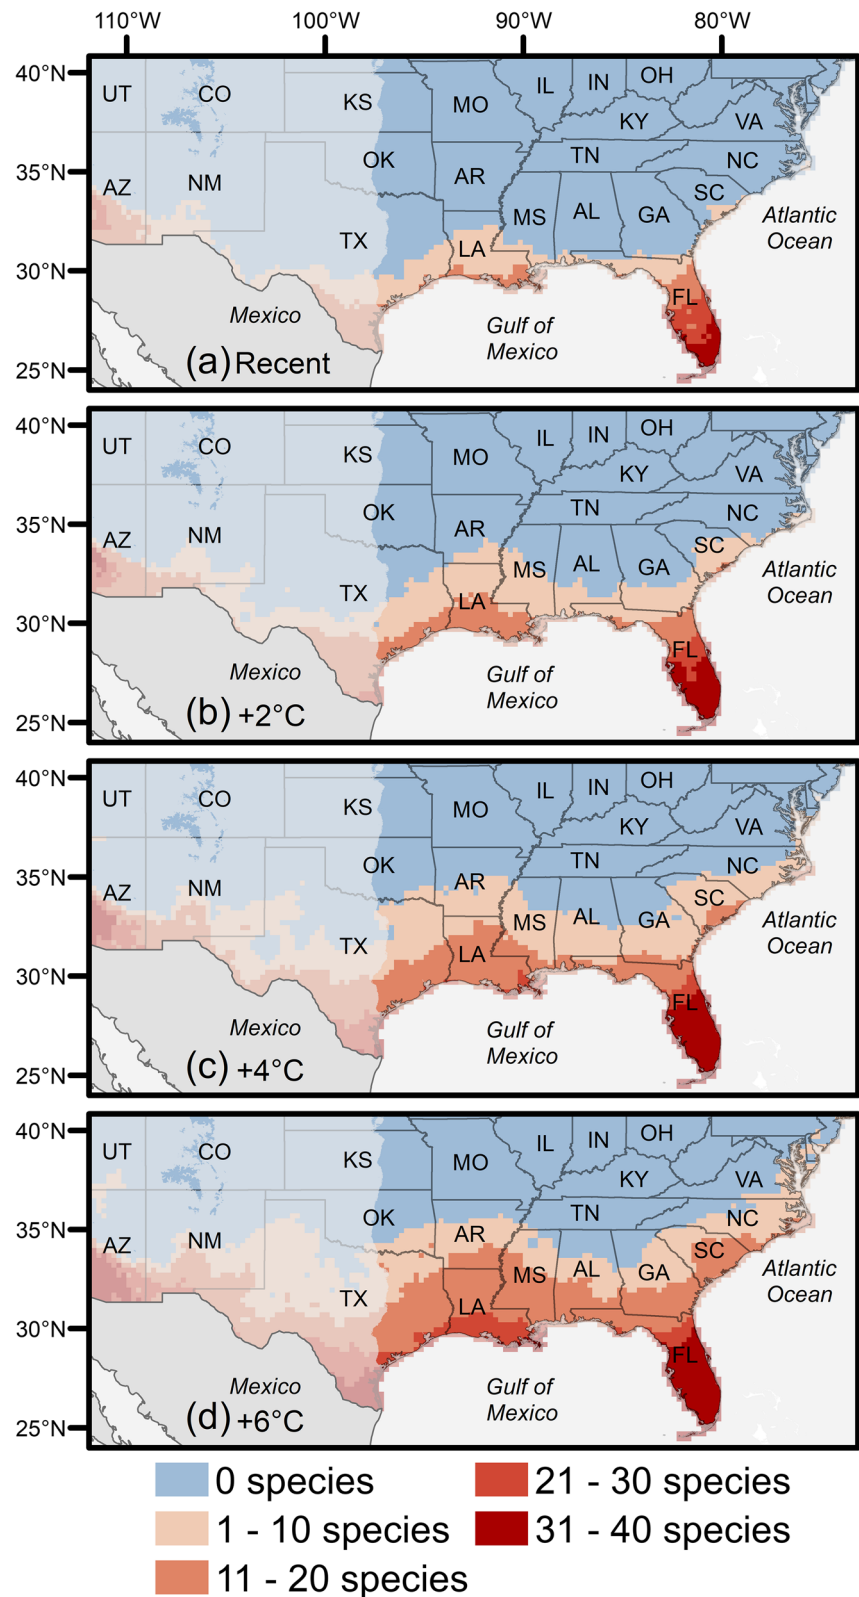 110°W 100°W 90°W 80°W
40°N
UT CO KS MO IL IN OH
KY VA
35°N
AZ NM OK AR TN NC
SC
TX LA MS AL GA
Atlantic
Ocean
30°N
FL
Mexico
Gulf of
Mexico
25°N
(a) Recent
40°N
UT CO KS MO IL IN OH
KY VA
35°N
AZ NM OK AR TN NC
SC
TX LA MS AL GA
Atlantic
Ocean
30°N
FL
Mexico
Gulf of
Mexico
25°N
(b) +2°C
40°N
UT CO KS MO IL IN OH
KY VA
35°N
AZ NM OK AR TN NC
SC
TX LA MS AL GA
Atlantic
Ocean
30°N
FL
Mexico
Gulf of
Mexico
25°N
(c) +4°C
40°N
UT CO KS MO IL IN OH
KY VA
35°N
AZ NM OK AR TN NC
SC
TX LA MS AL GA
Atlantic
Ocean
30°N
FL
Mexico
Gulf of
Mexico
25°N
(d) +6°C
0 species
1 - 10 species
11 - 20 species
21 - 30 species
31 - 40 species